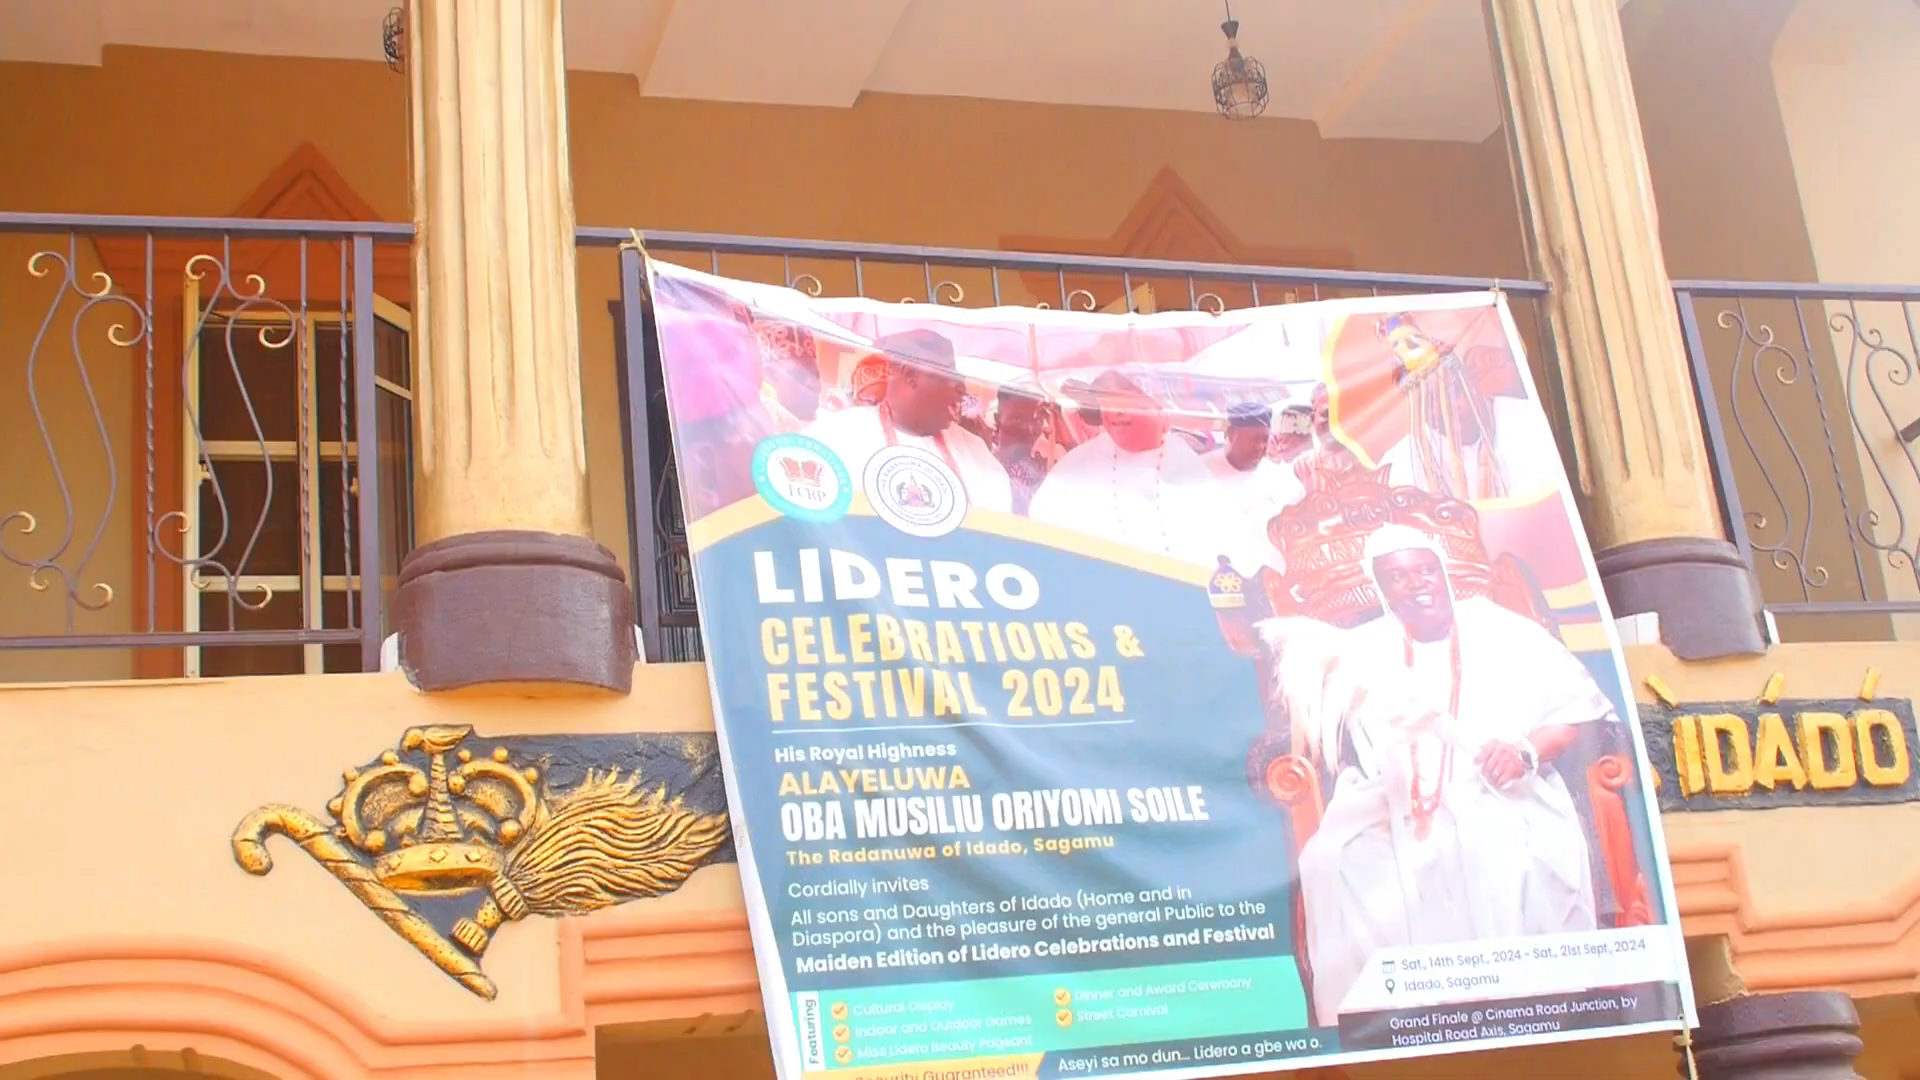 LCRP
LIDERO
CELEBRATIONS &
FESTIVAL 2024
His Royal Highness
ALAYELUWA
OBA MUSILIU ORIYOMI SOILE
The Radanuwa of Idado, Sagamu
Cordially invites
All sons and Daughters of Idado (Home and in
Diaspora) and the pleasure of the general Public to the
Maiden Edition of Lidero Celebrations and Festival
Featuring
Cultural Display
Indoor and Outdoor Games
Miss Lidero Beauty Pageant
Dinner and Award Ceremony
Street Carnival
Security Guaranteed!!!
Aseyi sa mo dun... Lidero a gbe wa o.
Sat., 14th Sept., 2024 - Sat., 21st Sept., 2024
Idado, Sagamu
Grand Finale @ Cinema Road Junction, by
Hospital Road Axis, Sagamu
IDADO